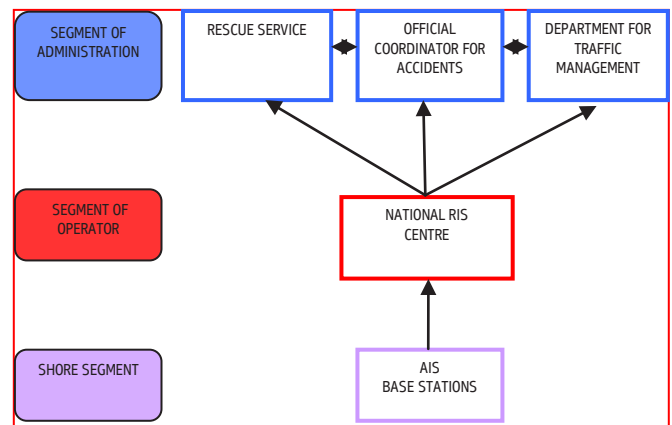 SEGMENT OF
ADMINISTRATION
RESCUE SERVICE
OFFICIAL
COORDINATOR FOR
ACCIDENTS
DEPARTMENT FOR
TRAFFIC
MANAGEMENT
SEGMENT OF
OPERATOR
NATIONAL RIS
CENTRE
SHORE SEGMENT
AIS
BASE STATIONS